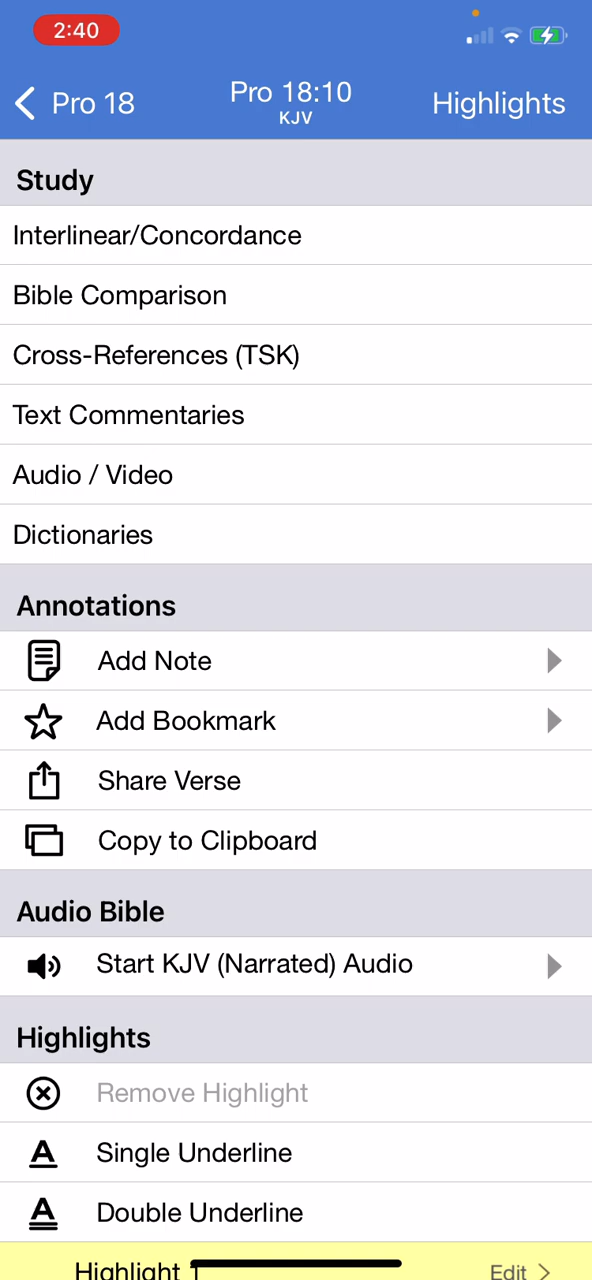 2:40
Pro 18
Pro 18:10
KJV
Highlights
Study
Interlinear/Concordance
Bible Comparison
Cross-References (TSK)
Text Commentaries
Audio / Video
Dictionaries
Annotations
Add Note
Add Bookmark
Share Verse
Copy to Clipboard
Audio Bible
Start KJV (Narrated) Audio
Highlights
Remove Highlight
A Single Underline
A Double Underline
Highlight 1 Edit